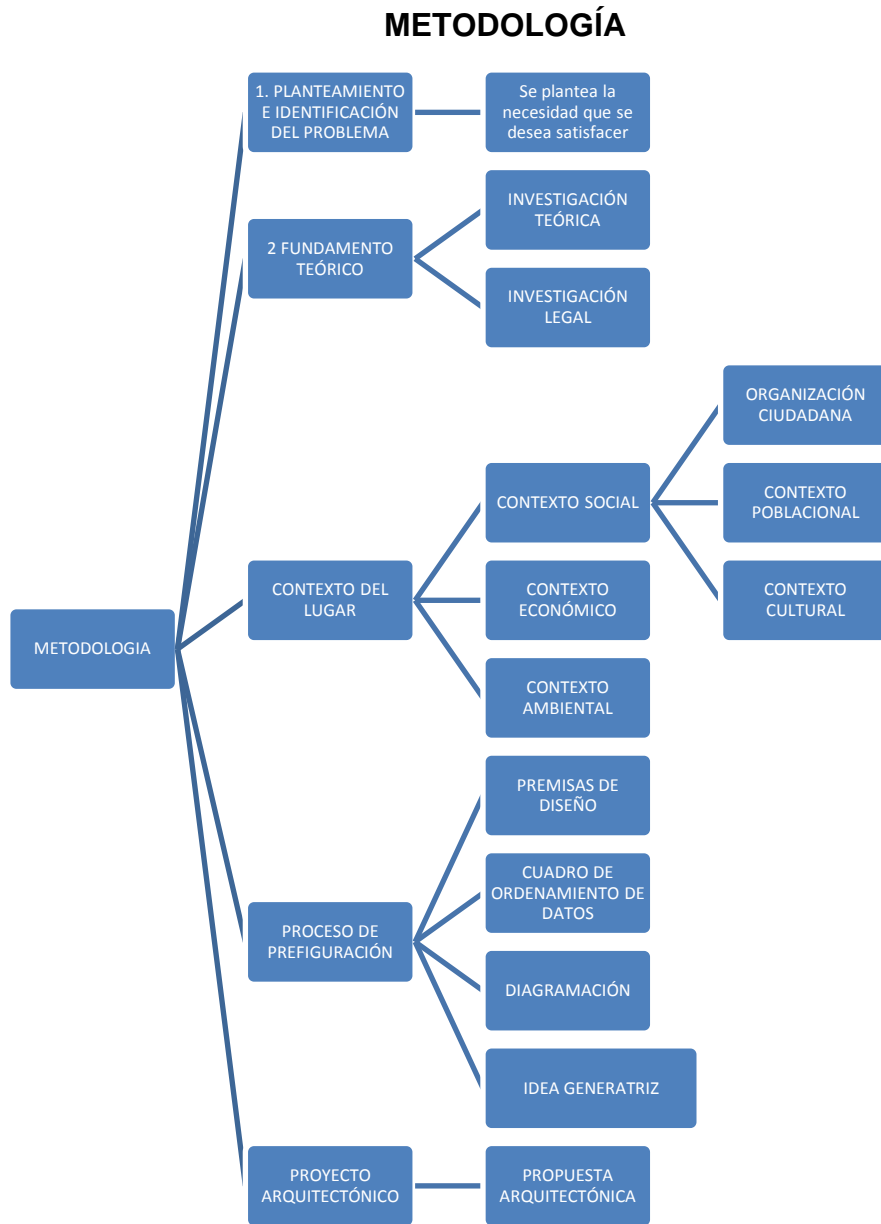 METODOLOGÍA
1. PLANTEAMIENTO
E IDENTIFICACIÓN
DEL PROBLEMA
Se plantea la
necesidad que se
desea satisfacer
2 FUNDAMENTO
TEÓRICO
INVESTIGACIÓN
TEÓRICA
INVESTIGACIÓN
LEGAL
METODOLOGIA
CONTEXTO DEL
LUGAR
CONTEXTO SOCIAL
ORGANIZACIÓN
CIUDADANA
CONTEXTO
POBLACIONAL
CONTEXTO
CULTURAL
CONTEXTO
ECONÓMICO
CONTEXTO
AMBIENTAL
PROCESO DE
PREFIGURACIÓN
PREMISAS DE
DISEÑO
CUADRO DE
ORDENAMIENTO DE
DATOS
DIAGRAMACIÓN
IDEA GENERATRIZ
PROYECTO
ARQUITECTÓNICO
PROPUESTA
ARQUITECTÓNICA